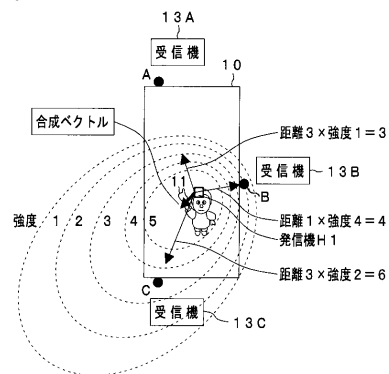 13A
受信機
10
A
合成ベクトル
距離3×強度1=3
受信機
13B
11
B
強度 1 2 3 4 5
距離1×強度4=4
発信機H1
距離3×強度2=6
C
受信機
13C